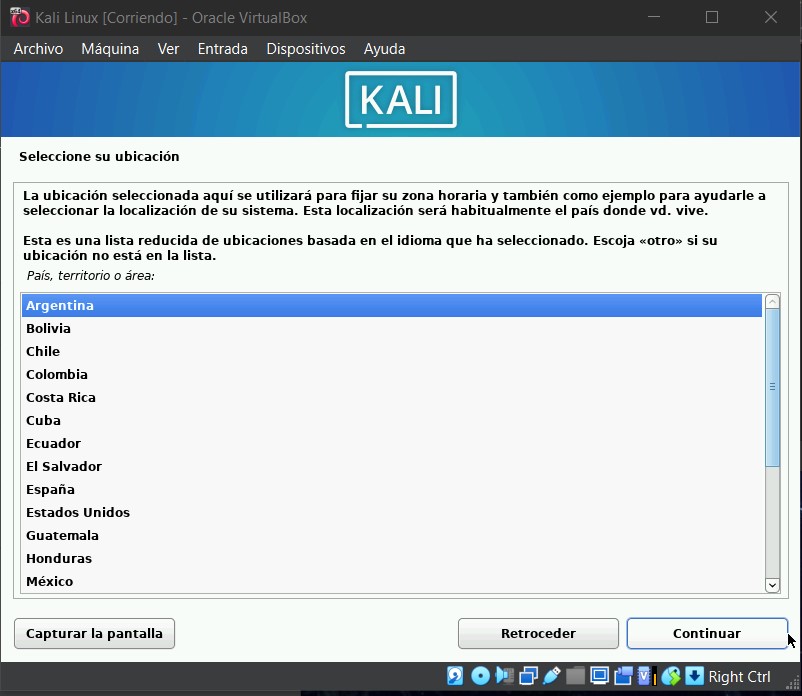 Kali Linux [Corriendo] - Oracle VirtualBox
Archivo Máquina Ver Entrada Dispositivos Ayuda
KALI
Seleccione su ubicación
La ubicación seleccionada aquí se utilizará para fijar su zona horaria y también como ejemplo para ayudarle a
seleccionar la localización de su sistema. Esta localización será habitualmente el país donde vd. vive.
Esta es una lista reducida de ubicaciones basada en el idioma que ha seleccionado. Escoja «otro» si su
ubicación no está en la lista.
País, territorio o área:
Argentina
Bolivia
Chile
Colombia
Costa Rica
Cuba
Ecuador
El Salvador
España
Estados Unidos
Guatemala
Honduras
México
Capturar la pantalla Retroceder Continuar
Right Ctrl